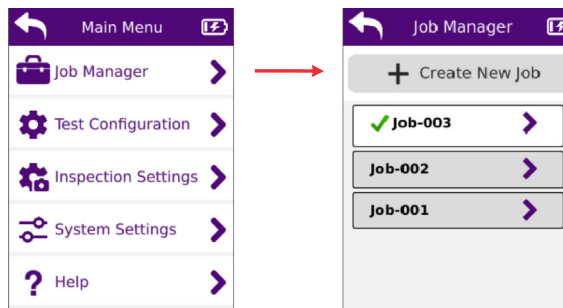 Main Menu
Job Manager
Test Configuration
Inspection Settings
System Settings
? Help
Job Manager
+ Create New Job
Job-003
Job-002
Job-001